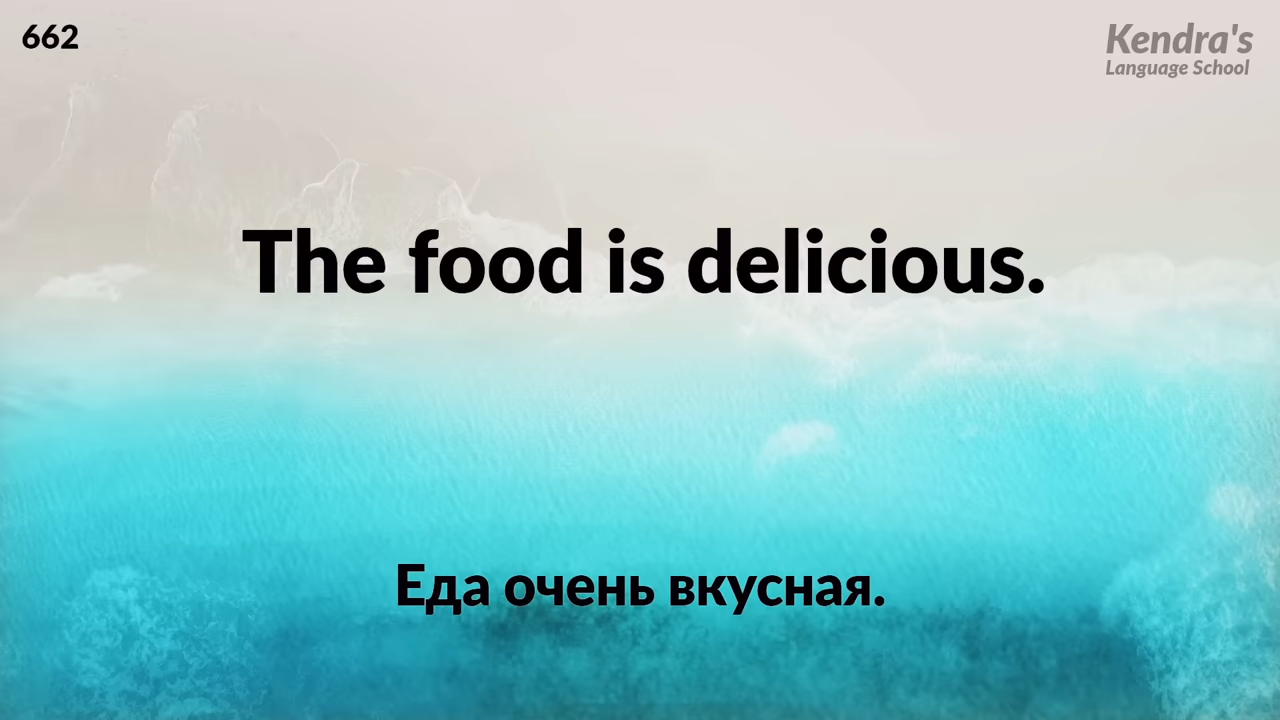 662
Kendra's
Language School
The food is delicious.
Еда очень вкусная.